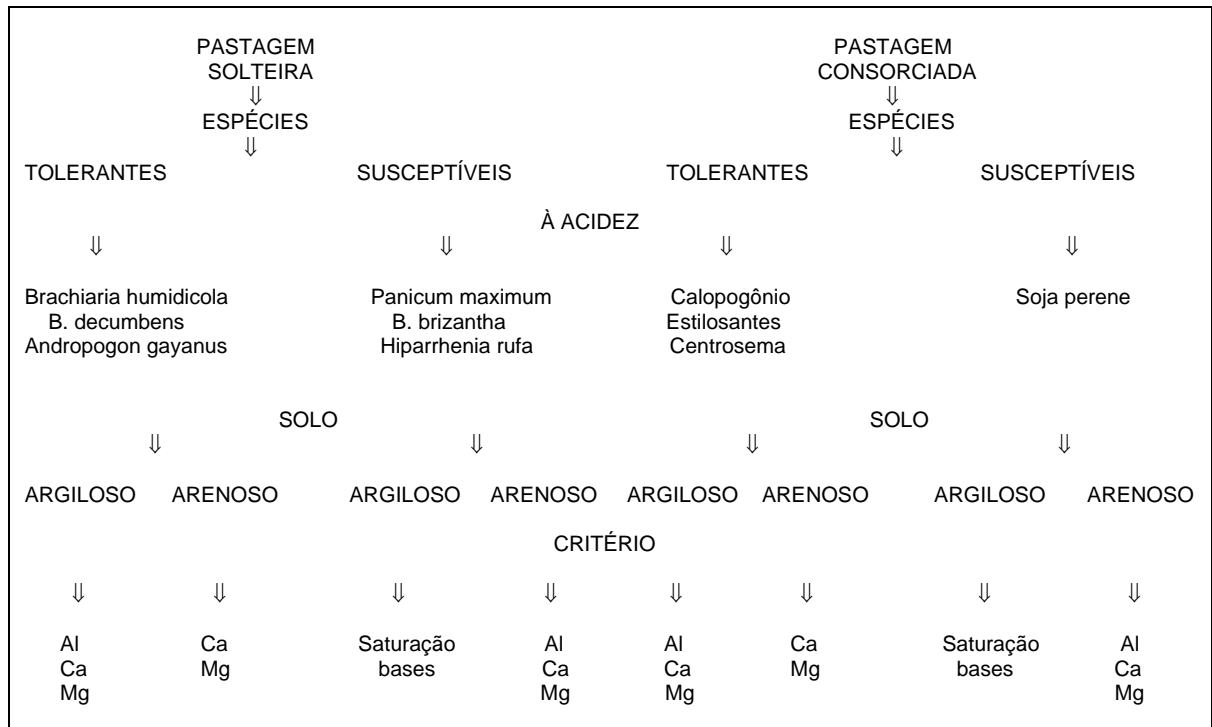 PASTAGEM PASTAGEM
SOLTEIRA CONSORCIADA
⇓ ⇓
ESPÉCIES ESPÉCIES
⇓ ⇓
TOLERANTES SUSCEPTÍVEIS TOLERANTES SUSCEPTÍVEIS
À ACIDEZ
⇓ ⇓ ⇓ ⇓
Brachiaria humidicola Panicum maximum Calopogônio Soja perene
B. decumbens B. brizantha Estilosantes
Andropogon gayanus Hiparrhenia rufa Centrosema
SOLO SOLO
⇓ ⇓ ⇓ ⇓
ARGILOSO ARENOSO ARGILOSO ARENOSO ARGILOSO ARENOSO ARGILOSO ARENOSO
CRITÉRIO
⇓ ⇓ ⇓ ⇓ ⇓ ⇓ ⇓ ⇓
Al Ca Saturação Al Al Ca Saturação Al
Ca Mg bases Ca Ca Mg bases Ca
Mg Mg Mg Mg